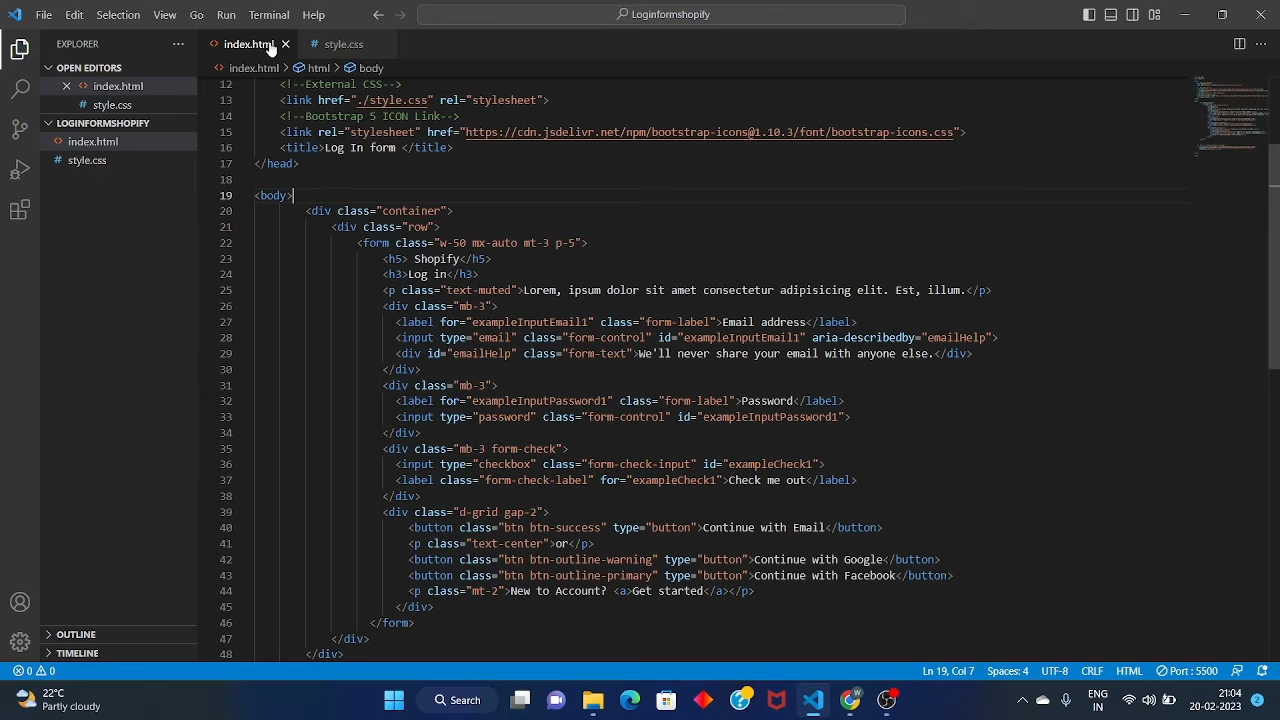 File Edit Selection View Go Run Terminal Help
Loginformshopify
EXPLORER
index.html
style.css
OPEN EDITORS
index.html
style.css
LOGINFORMSHOPIFY
index.html
style.css
index.html > html > body
12 <!--External CSS-->
13 <link href="./style.css" rel="stylesheet"
14 <!--Bootstrap 5 ICON Link-->
15 <link rel="stylesheet" href="https://cdn.jsdelivr.net/npm/bootstrap-icons@1.10.3/font/bootstrap-icons.css">
16 <title>Log In form </title>
17 </head>
18
19 <body>
20 <div class="container">
21 <div class="row">
22 <form class="w-50 mx-auto mt-3 p-5">
23 <h5> Shopify</h5>
24 <h3>Log in</h3>
25 <p class="text-muted">Lorem, ipsum dolor sit amet consectetur adipisicing elit. Est, illum.</p>
26 <div class="mb-3">
27 <label for="exampleInputEmail1" class="form-label">Email address</label>
28 <input type="email" class="form-control" id="exampleInputEmail1" aria-describedby="emailHelp">
29 <div id="emailHelp" class="form-text">We'll never share your email with anyone else.</div>
30 </div>
31 <div class="mb-3">
32 <label for="exampleInputPassword1" class="form-label">Password</label>
33 <input type="password" class="form-control" id="exampleInputPassword1">
34 </div>
35 <div class="mb-3 form-check">
36 <input type="checkbox" class="form-check-input" id="exampleCheck1">
37 <label class="form-check-label" for="exampleCheck1">Check me out</label>
38 </div>
39 <div class="d-grid gap-2">
40 <button class="btn btn-success" type="button">Continue with Email</button>
41 <p class="text-center">or</p>
42 <button class="btn btn-outline-warning" type="button">Continue with Google</button>
43 <button class="btn btn-outline-primary" type="button">Continue with Facebook</button>
44 <p class="mt-2">New to Account? <a>Get started</a></p>
45 </div>
46 </form>
47 </div>
48 </div>
OUTLINE
TIMELINE
0 0
Ln 19, Col 7 Spaces: 4 UTF-8 CRLF HTML Port : 5500
22°C
Partly cloudy
Search
W
ENG
IN
21:04
20-02-2023
2